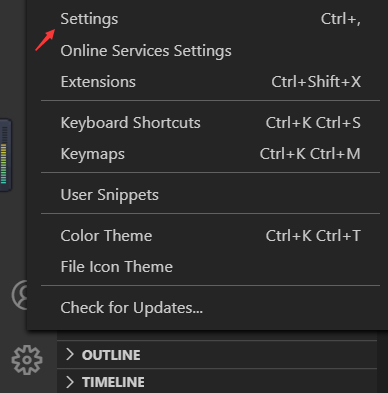 Settings Ctrl+,
Online Services Settings
Extensions Ctrl+Shift+X
Keyboard Shortcuts Ctrl+K Ctrl+S
Keymaps Ctrl+K Ctrl+M
User Snippets
Color Theme Ctrl+K Ctrl+T
File Icon Theme
Check for Updates...
OUTLINE
TIMELINE